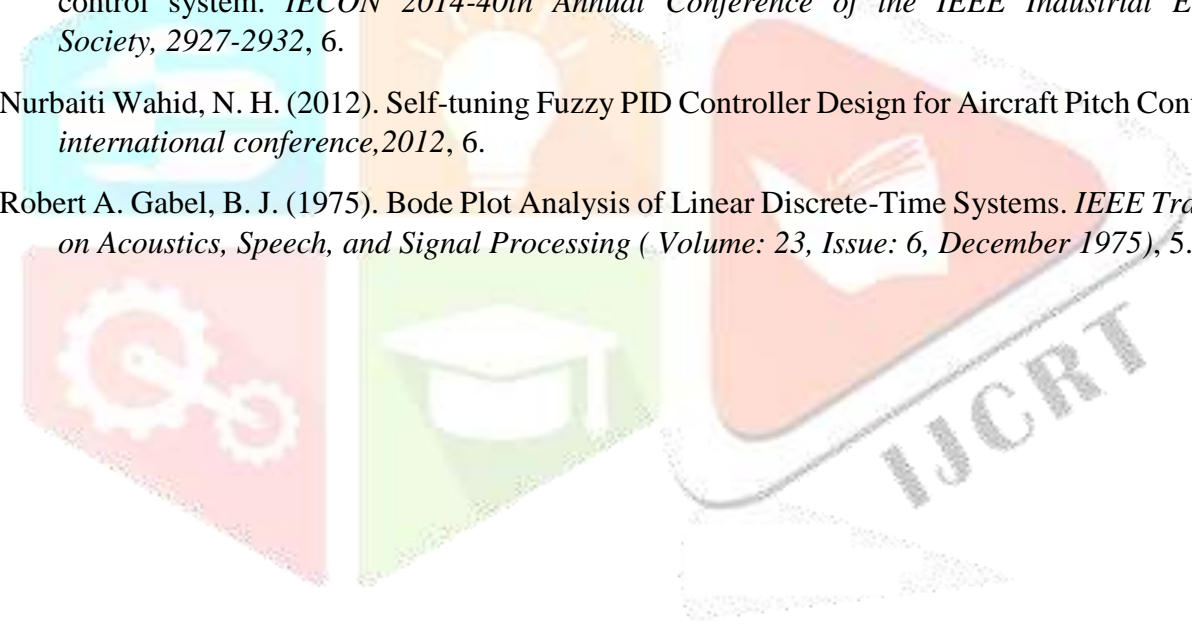 control system. IECON 2014-40th Annual Conference of the IEEE Industrial
Society, 2927-2932, 6.
Nurbaiti Wahid, N. H. (2012). Self-tuning Fuzzy PID Controller Design for Aircraft Pitch
international conference,2012, 6.
Robert A. Gabel, B. J. (1975). Bode Plot Analysis of Linear Discrete-Time Systems. IEEE
on Acoustics, Speech, and Signal Processing ( Volume: 23, Issue: 6, December 1975), 5.
IJCRT